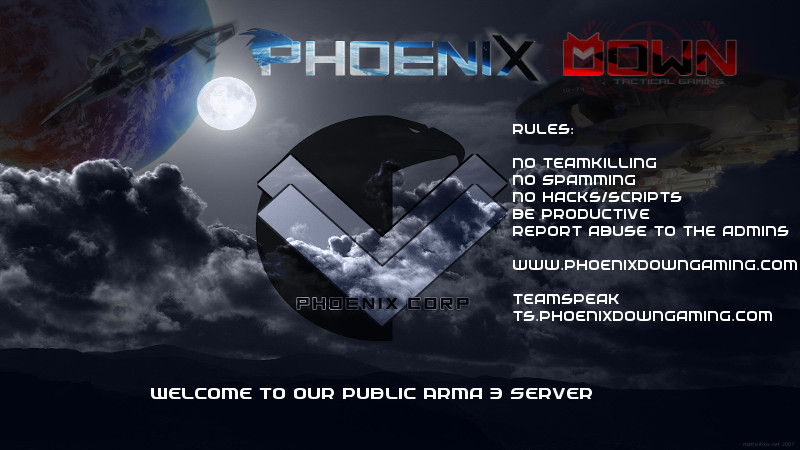 PHOENIX DOWN
TACTICAL GAMING
RULES:
NO TEAMKILLING
NO SPAMMING
NO HACKS/SCRIPTS
BE PRODUCTIVE
REPORT ABUSE TO THE ADMINS
WWW.PHOENIXDOWNGAMING.COM
PHOENIX CORP
TEAMSPEAK
TS.PHOENIXDOWNGAMING.COM
WELCOME TO OUR PUBLIC ARMA 3 SERVER